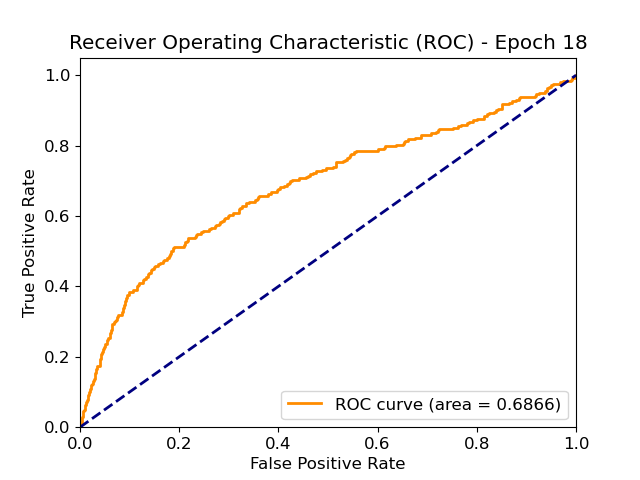 Receiver Operating Characteristic (ROC) - Epoch 18
True Positive Rate
1.0
0.8
0.6
0.4
0.2
0.0
ROC curve (area = 0.6866)
0.0 0.2 0.4 0.6 0.8 1.0
False Positive Rate